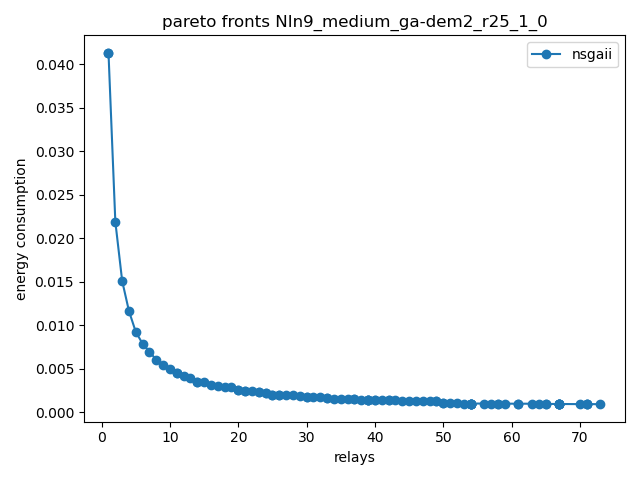 pareto fronts NIn9_medium_ga-dem2_r25_1_0
nsgaii
energy consumption
0.040
0.035
0.030
0.025
0.020
0.015
0.010
0.005
0.000
0 10 20 30 40 50 60 70
relays